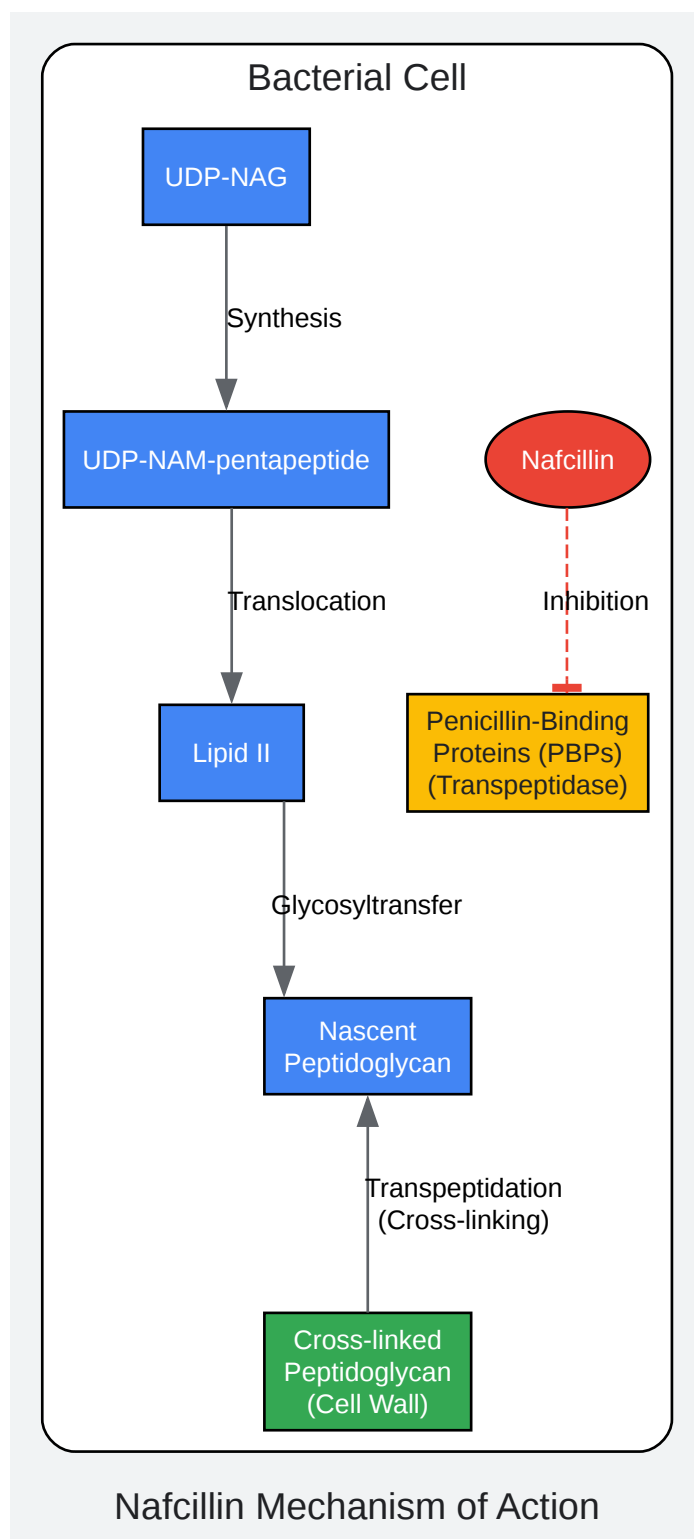 Bacterial Cell
UDP-NAG
Synthesis
UDP-NAM-pentapeptide
Nafcillin
Translocation
Inhibition
Lipid II
Penicillin-Binding
Proteins (PBPs)
(Transpeptidase)
Glycosyltransfer
Nascent
Peptidoglycan
Transpeptidation
(Cross-linking)
Cross-linked
Peptidoglycan
(Cell Wall)
Nafcillin Mechanism of Action